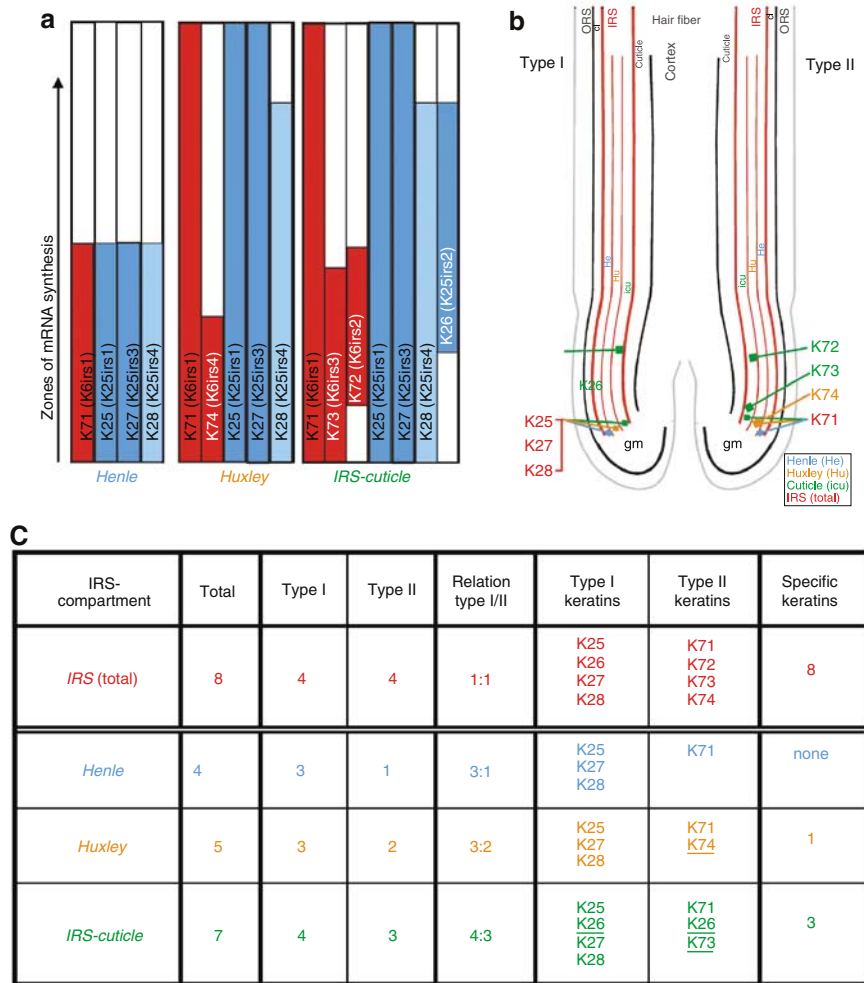 a
Zones of mRNA synthesis
K71 (K6irs1)
K25 (K25irs1)
K27 (K25irs3)
K28 (K25irs4)
Henle
K71 (K6irs1)
K74 (K6irs4)
K25 (K25irs1)
K27 (K25irs3)
K28 (K25irs4)
Huxley
K71 (K6irs1)
K73 (K6irs3)
K72 (K6irs2)
K25 (K25irs1)
K27 (K25irs3)
K28 (K25irs4)
K26 (K25irs2)
IRS-cuticle
b
Type I
ORS
cl
IRS
Hair fiber
Cuticle
Cortex
Cuticle
IRS
cl
ORS
Type II
He
Hu
icu
icu
Hu
He
K26
K25
K27
K28
gm
gm
K72
K73
K74
K71
Henle (He)
Huxley (Hu)
Cuticle (icu)
IRS (total)
C
IRS-
compartment
Total
Type I
Type II
Relation
type I/II
Type I
keratins
Type II
keratins
Specific
keratins
IRS (total)
8
4
4
1:1
K25
K26
K27
K28
K71
K72
K73
K74
8
Henle
4
3
1
3:1
K25
K27
K28
K71
none
Huxley
5
3
2
3:2
K25
K27
K28
K71
K74
1
IRS-cuticle
7
4
3
4:3
K25
K26
K27
K28
K71
K26
K73
3